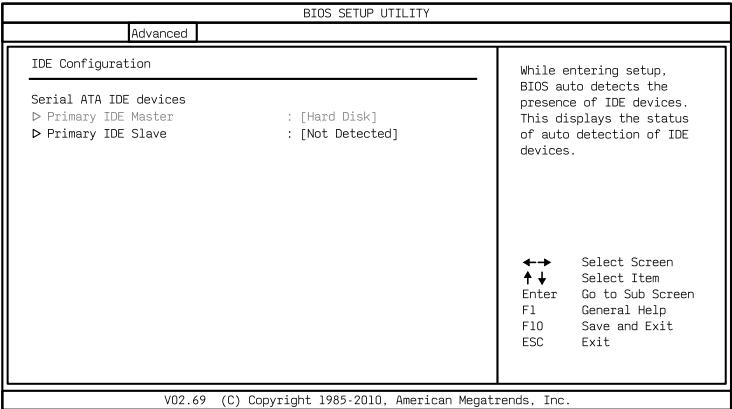 BIOS SETUP UTILITY
Advanced
IDE Configuration
Serial ATA IDE devices
▷ Primary IDE Master : [Hard Disk]
▷ Primary IDE Slave : [Not Detected]
While entering setup,
BIOS auto detects the
presence of IDE devices.
This displays the status
of auto detection of IDE
devices.
←→ Select Screen
↑↓ Select Item
Enter Go to Sub Screen
F1 General Help
F10 Save and Exit
ESC Exit
V02.69 (C) Copyright 1985-2010, American Megatrends, Inc.